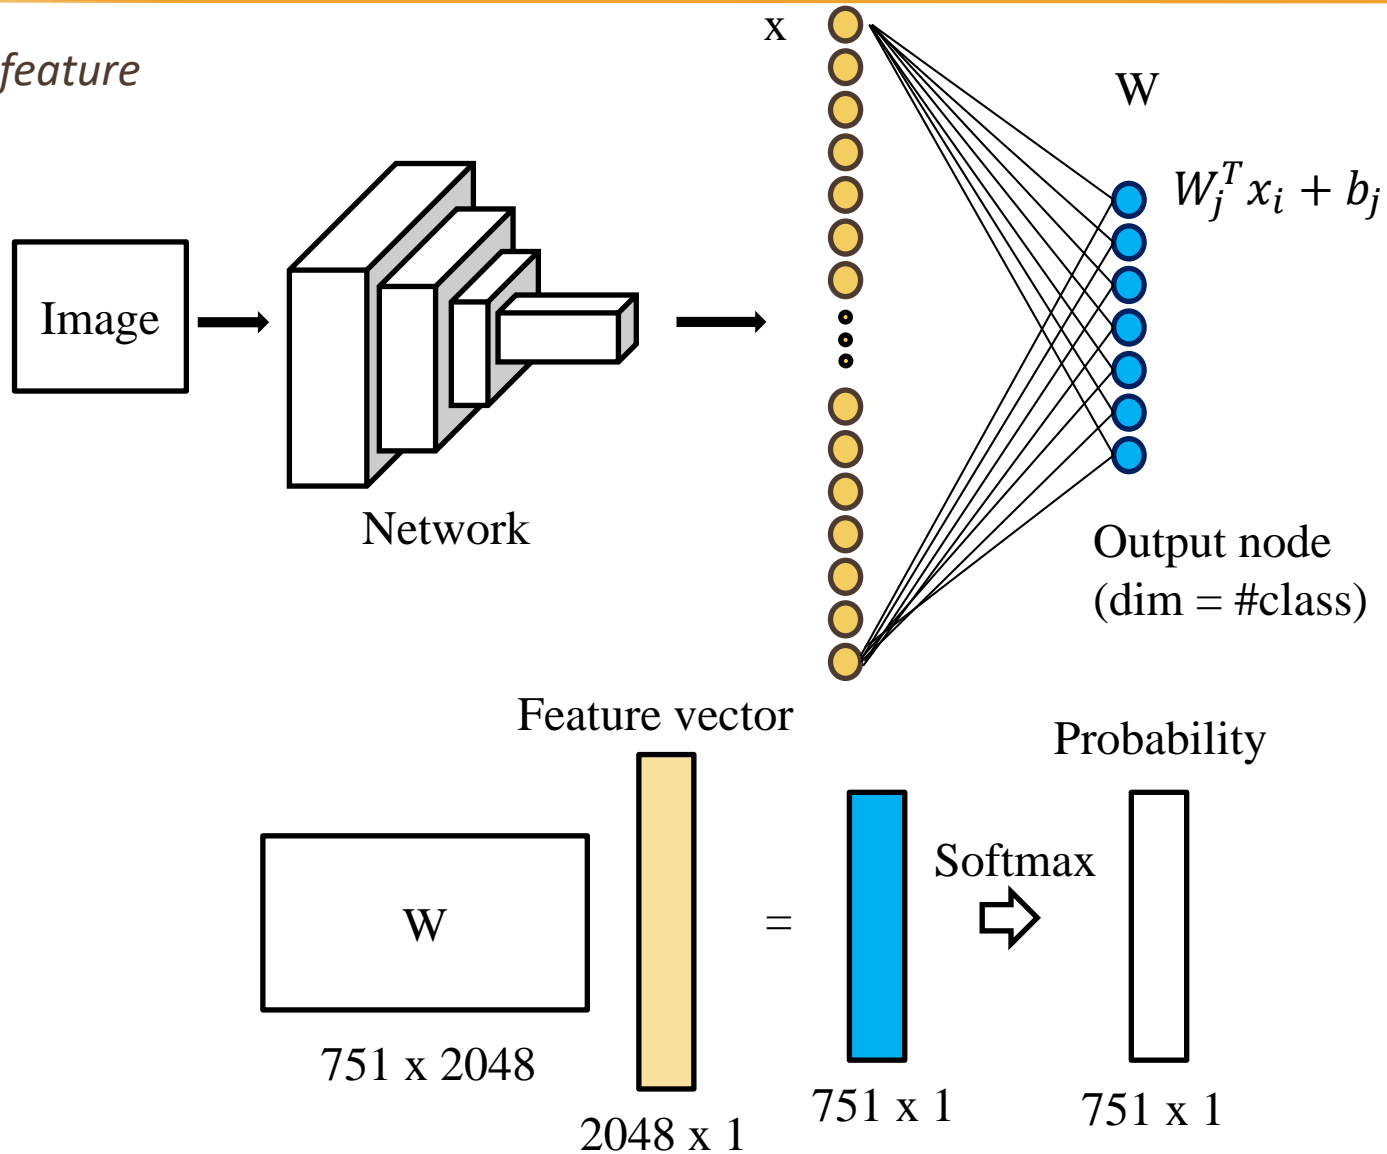 feature
x
W
$W_j^T x_i + b_j$
Image
Network
Output node
(dim = #class)
Feature vector
Probability
W
=
Softmax
751 x 2048
2048 x 1
751 x 1
751 x 1